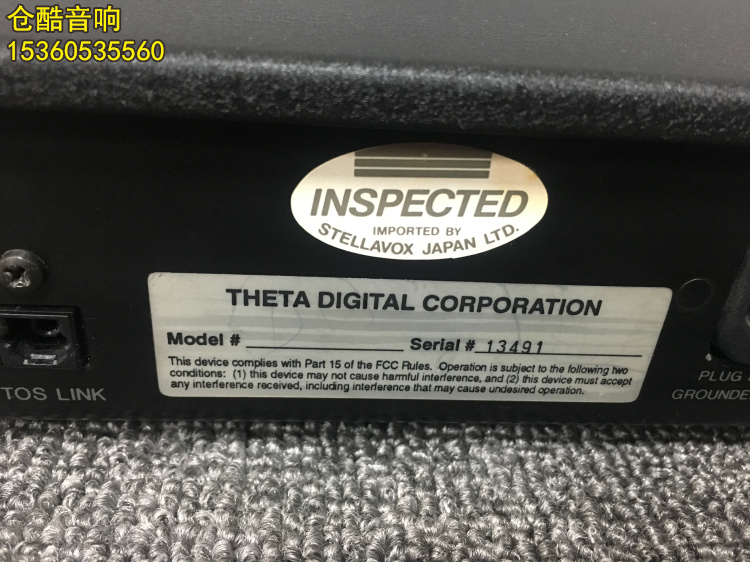 仓酷音响
15360535560
INSPECTED
IMPORTED BY
STELLAVOX JAPAN LTD.
THETA DIGITAL CORPORATION
Model #
Serial # 13491
This device complies with Part 15 of the FCC Rules. Operation is subject to the following two
conditions: (1) this device may not cause harmful interference, and (2) this device must accept
any interference received, including interference that may cause undesired operation.
TOS LINK
PLUG
GROUNDE